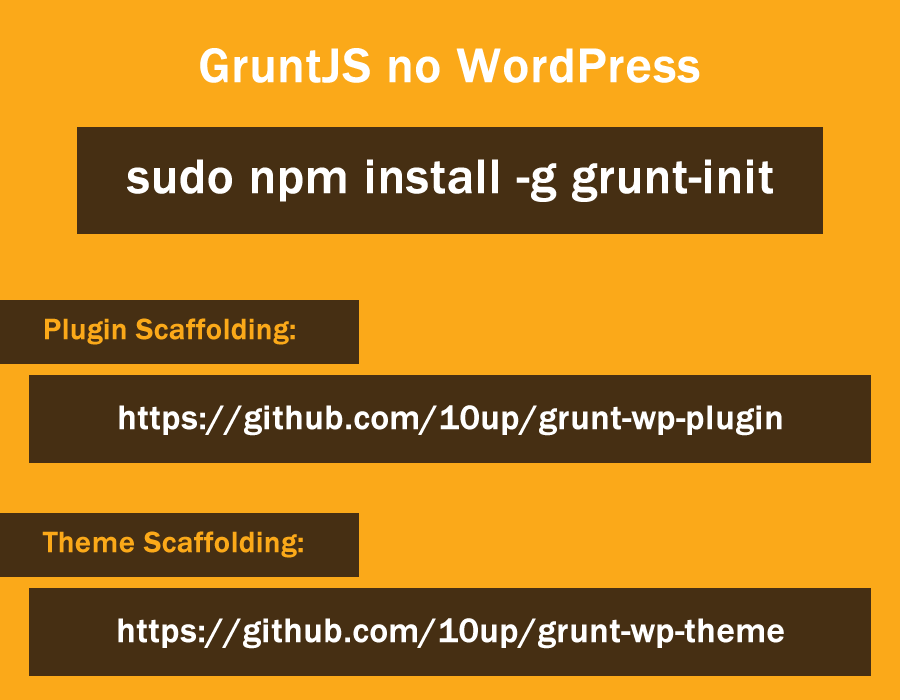 GruntJS no WordPress
sudo npm install -g grunt-init
Plugin Scaffolding:
https://github.com/10up/grunt-wp-plugin
Theme Scaffolding:
https://github.com/10up/grunt-wp-theme